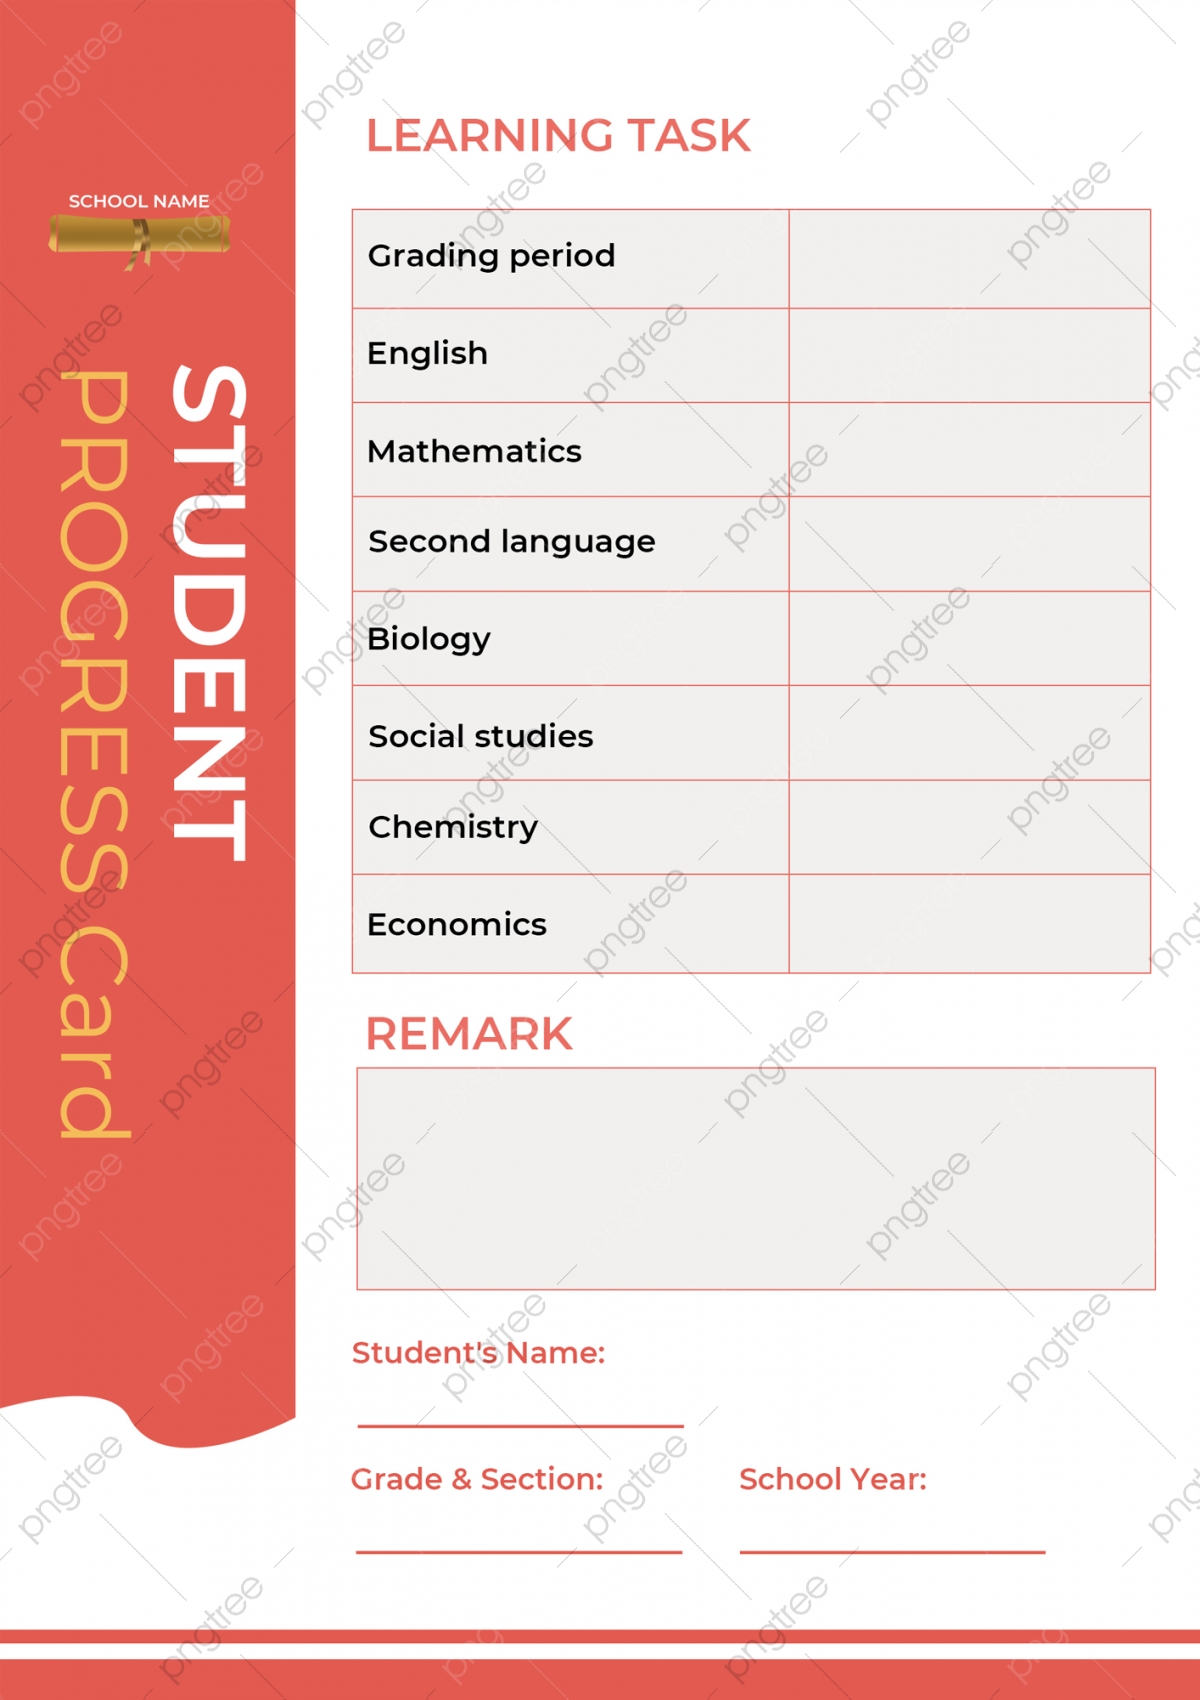 SCHOOL NAME
STUDENT
PROGRESS Card
LEARNING TASK
Grading period
English
Mathematics
Second language
Biology
Social studies
Chemistry
Economics
REMARK
Student's Name:
Grade & Section:
School Year:
pngtree